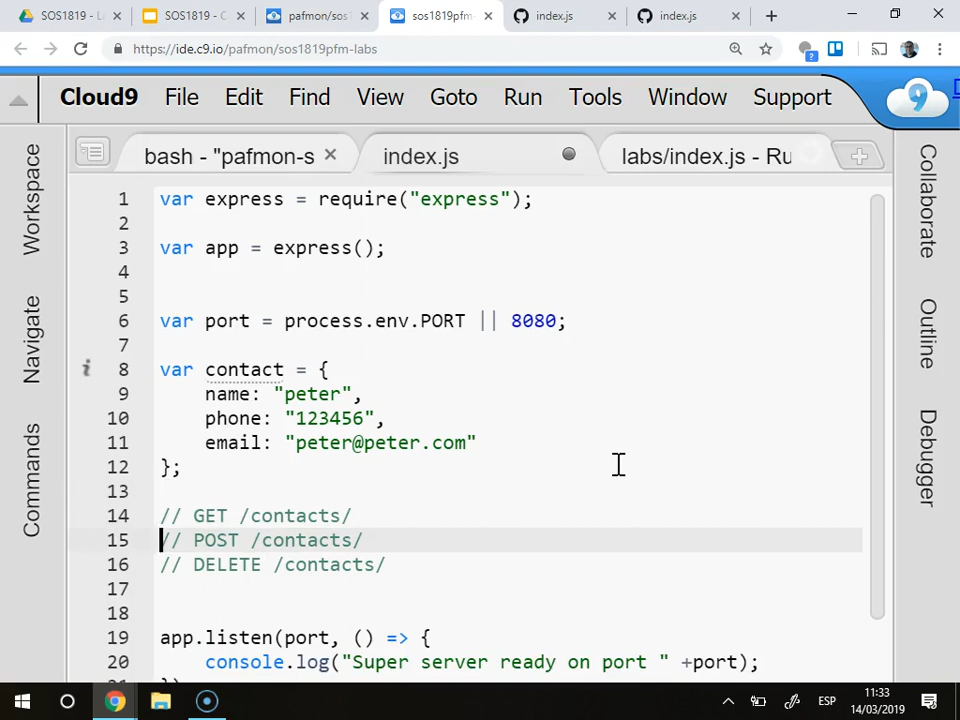 SOS1819 - L
SOS1819 - C
pafmon/sos
sos1819pfm-
index.js
index.js
https://ide.c9.io/pafmon/sos1819pfm-labs
Cloud9 File Edit Find View Goto Run Tools Window Support
bash - "pafmon-s
index.js
labs/index.js - Ru
Workspace
Navigate
Commands
Collaborate
Outline
Debugger
1 var express = require("express");
2
3 var app = express();
4
5
6 var port = process.env.PORT || 8080;
7
8 var contact = {
9 name: "peter",
10 phone: "123456",
11 email: "peter@peter.com"
12 };
13
14 // GET /contacts/
15 // POST /contacts/
16 // DELETE /contacts/
17
18
19 app.listen(port, () => {
20 console.log("Super server ready on port " +port);
ESP
11:33
14/03/2019